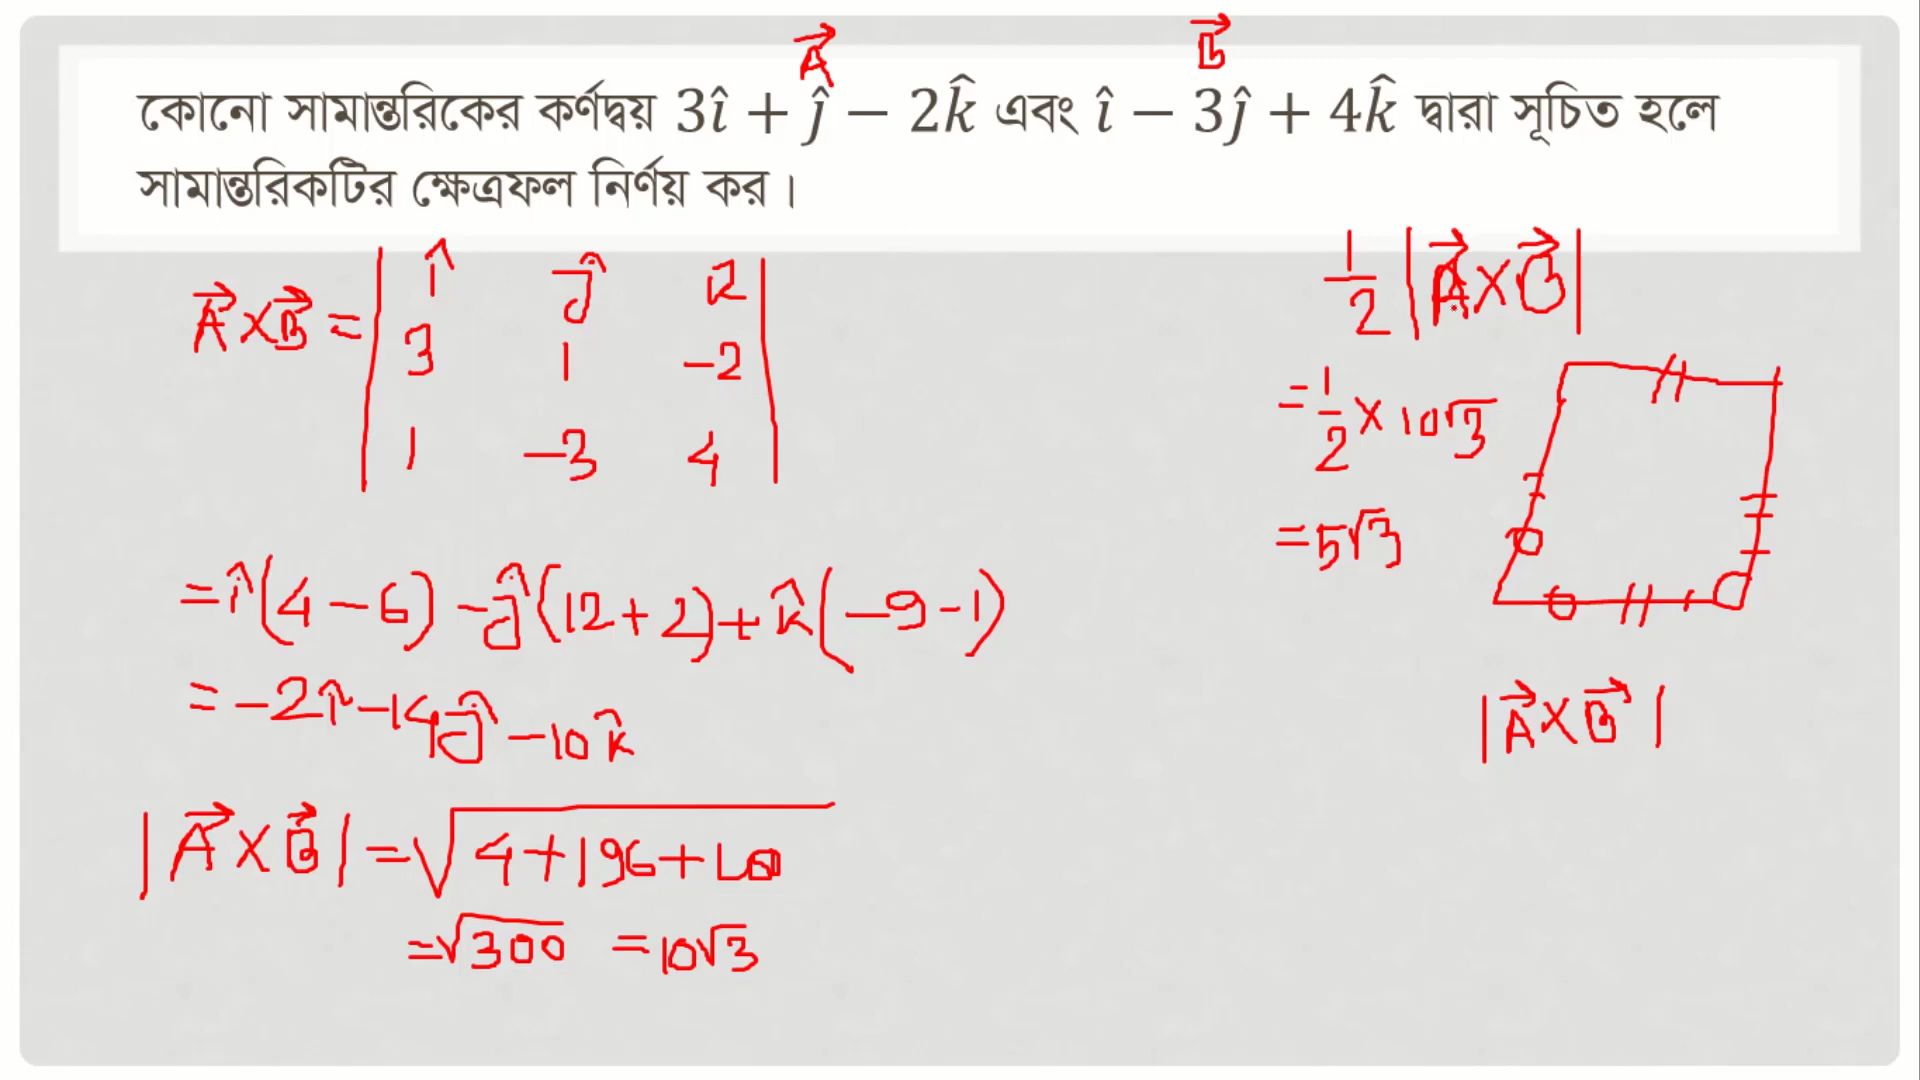 A⃗ B⃗
কোনো সামান্তরিকের কর্ণদ্বয় 3î + ĵ − 2k̂ এবং î − 3ĵ + 4k̂ দ্বারা সূচিত হলে
সামান্তরিকটির ক্ষেত্রফল নির্ণয় কর।
A⃗×B⃗ = | î ĵ k̂ |
| 3 1 -2 |
| 1 -3 4 |
= î(4-6) - ĵ(12+2) + k̂(-9-1)
= -2î - 14ĵ - 10k̂
|A⃗×B⃗| = √(4+196+100)
= √300 = 10√3
1/2 |A⃗×B⃗|
= 1/2 × 10√3
= 5√3
|A⃗×B⃗|